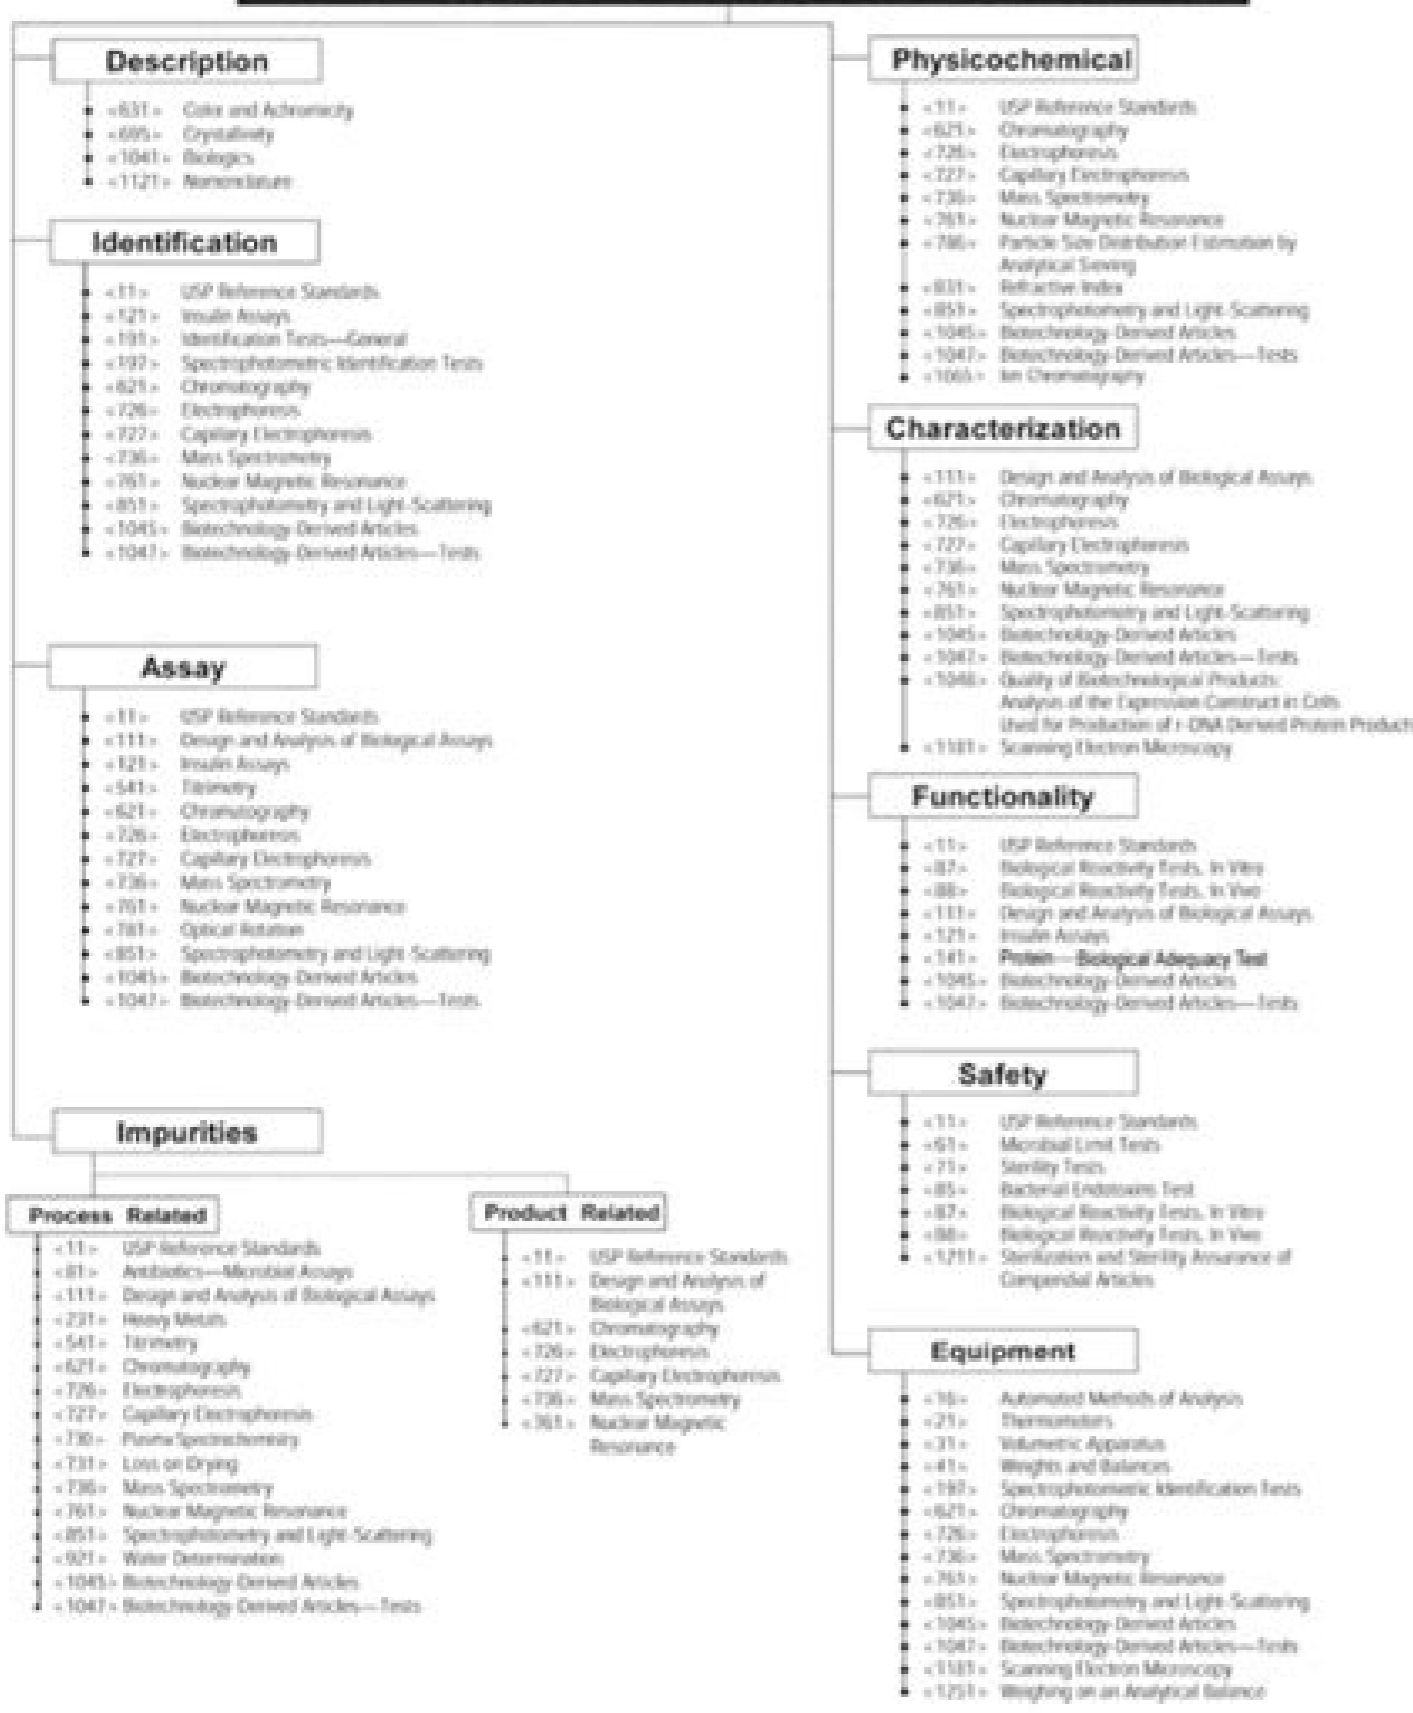 Description
<631> Color and Achromicity
<695> Crystallinity
<1041> Biologics
<1121> Nomenclature
Identification
<11> USP Reference Standards
<121> Insulin Assays
<191> Identification Tests—General
<197> Spectrophotometric Identification Tests
<621> Chromatography
<726> Electrophoresis
<727> Capillary Electrophoresis
<736> Mass Spectrometry
<761> Nuclear Magnetic Resonance
<851> Spectrophotometry and Light-Scattering
<1045> Biotechnology-Derived Articles
<1047> Biotechnology-Derived Articles—Tests
Assay
<11> USP Reference Standards
<111> Design and Analysis of Biological Assays
<121> Insulin Assays
<541> Titrimetry
<621> Chromatography
<726> Electrophoresis
<727> Capillary Electrophoresis
<736> Mass Spectrometry
<761> Nuclear Magnetic Resonance
<781> Optical Rotation
<851> Spectrophotometry and Light-Scattering
<1045> Biotechnology-Derived Articles
<1047> Biotechnology-Derived Articles—Tests
Impurities
Process Related
<11> USP Reference Standards
<81> Antibiotics—Microbial Assays
<111> Design and Analysis of Biological Assays
<231> Heavy Metals
<541> Titrimetry
<621> Chromatography
<726> Electrophoresis
<727> Capillary Electrophoresis
<730> Plasma Spectrochemistry
<731> Loss on Drying
<736> Mass Spectrometry
<761> Nuclear Magnetic Resonance
<851> Spectrophotometry and Light-Scattering
<921> Water Determination
<1045> Biotechnology-Derived Articles
<1047> Biotechnology-Derived Articles—Tests
Product Related
<11> USP Reference Standards
<111> Design and Analysis of
Biological Assays
<621> Chromatography
<726> Electrophoresis
<727> Capillary Electrophoresis
<736> Mass Spectrometry
<761> Nuclear Magnetic
Resonance
Physicochemical
<11> USP Reference Standards
<621> Chromatography
<726> Electrophoresis
<727> Capillary Electrophoresis
<736> Mass Spectrometry
<761> Nuclear Magnetic Resonance
<786> Particle Size Distribution Estimation by
Analytical Sieving
<831> Refractive Index
<851> Spectrophotometry and Light-Scattering
<1045> Biotechnology-Derived Articles
<1047> Biotechnology-Derived Articles—Tests
<1065> Ion Chromatography
Characterization
<111> Design and Analysis of Biological Assays
<621> Chromatography
<726> Electrophoresis
<727> Capillary Electrophoresis
<736> Mass Spectrometry
<761> Nuclear Magnetic Resonance
<851> Spectrophotometry and Light-Scattering
<1045> Biotechnology-Derived Articles
<1047> Biotechnology-Derived Articles—Tests
<1048> Quality of Biotechnological Products:
Analysis of the Expression Construct in Cells
Used for Production of r-DNA Derived Protein Products
<1181> Scanning Electron Microscopy
Functionality
<11> USP Reference Standards
<87> Biological Reactivity Tests, In Vitro
<88> Biological Reactivity Tests, In Vivo
<111> Design and Analysis of Biological Assays
<121> Insulin Assays
<141> Protein—Biological Adequacy Test
<1045> Biotechnology-Derived Articles
<1047> Biotechnology-Derived Articles—Tests
Safety
<11> USP Reference Standards
<61> Microbial Limit Tests
<71> Sterility Tests
<85> Bacterial Endotoxins Test
<87> Biological Reactivity Tests, In Vitro
<88> Biological Reactivity Tests, In Vivo
<1211> Sterilization and Sterility Assurance of
Compendial Articles
Equipment
<16> Automated Methods of Analysis
<21> Thermometers
<31> Volumetric Apparatus
<41> Weights and Balances
<197> Spectrophotometric Identification Tests
<621> Chromatography
<726> Electrophoresis
<736> Mass Spectrometry
<761> Nuclear Magnetic Resonance
<851> Spectrophotometry and Light-Scattering
<1045> Biotechnology-Derived Articles
<1047> Biotechnology-Derived Articles—Tests
<1181> Scanning Electron Microscopy
<1251> Weighing on an Analytical Balance